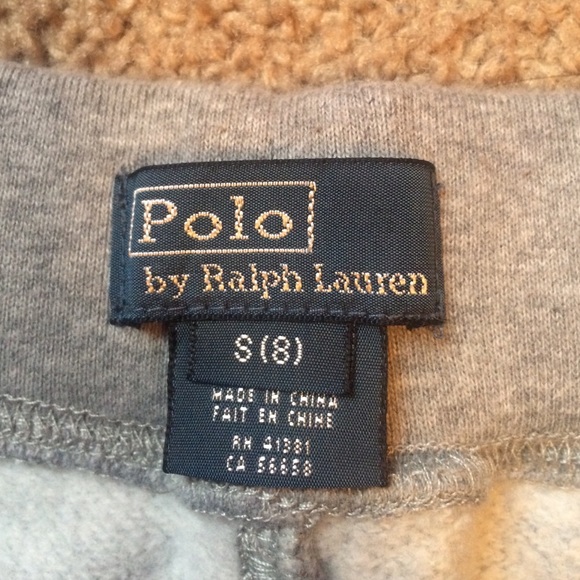 Polo
by Ralph Lauren
S(8)
MADE IN CHINA
FAIT EN CHINE
RN 41381
CA 56658